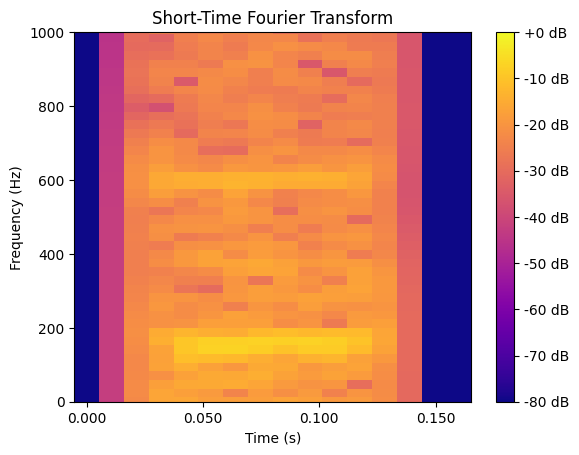 Short-Time Fourier Transform
Frequency (Hz)
1000
800
600
400
200
0
0.000
0.050
0.100
0.150
Time (s)
+0 dB
-10 dB
-20 dB
-30 dB
-40 dB
-50 dB
-60 dB
-70 dB
-80 dB